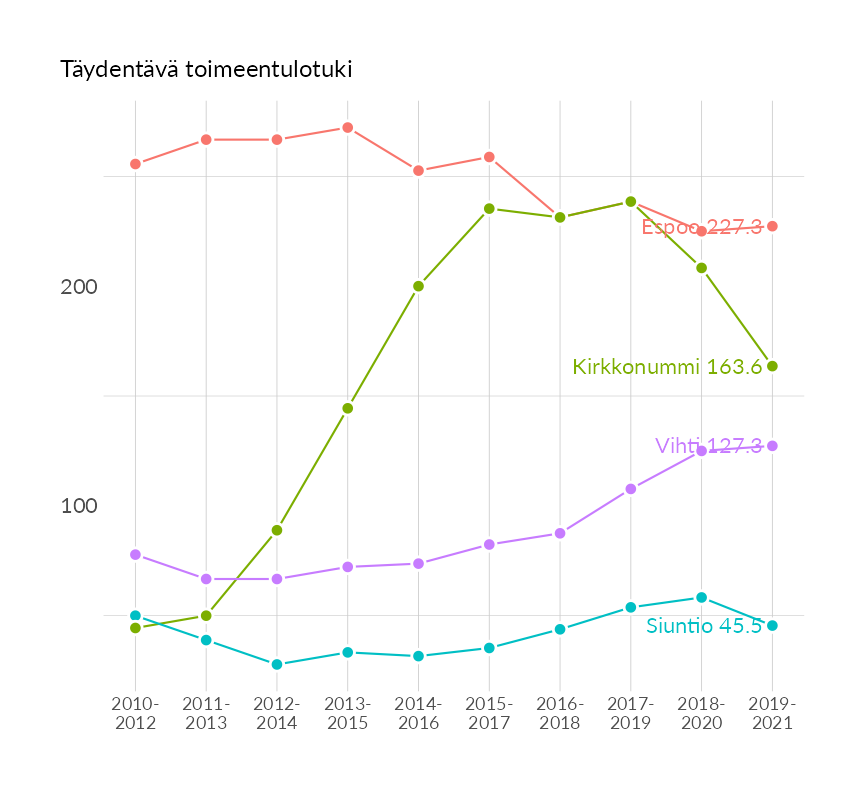 Täydentävä toimeentulotuki
200
100
Espoo 227.3
Kirkkonummi 163.6
Vihti 127.3
Siuntio 45.5
2010- 2011- 2012- 2013- 2014- 2015- 2016- 2017- 2018- 2019-
2012 2013 2014 2015 2016 2017 2018 2019 2020 2021